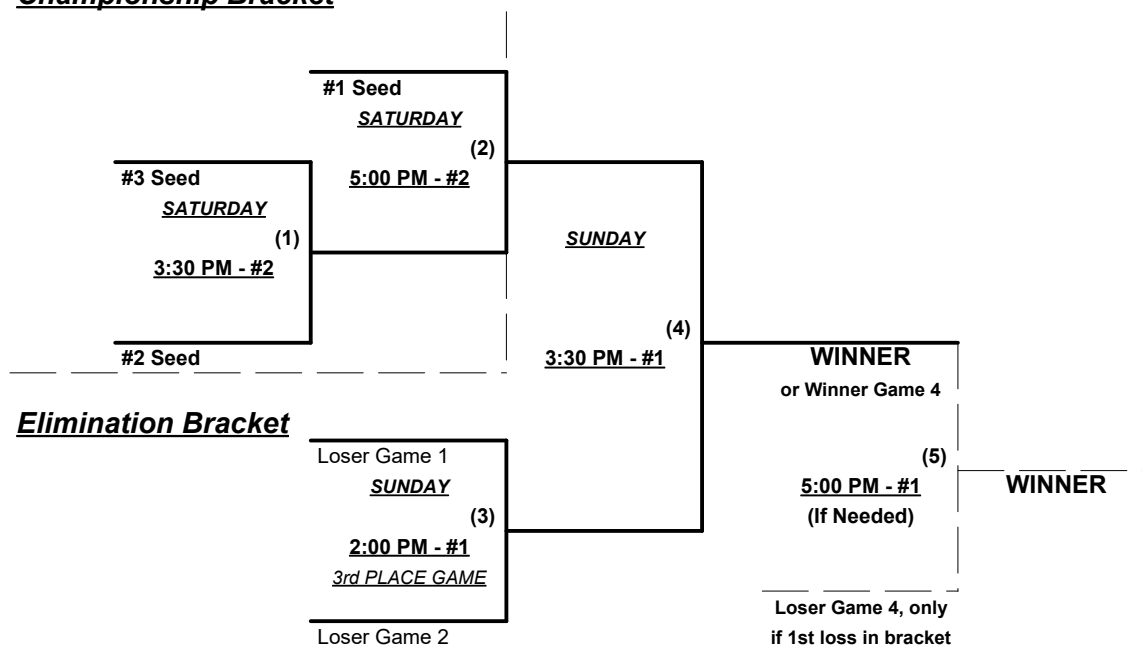 Championship Bracket
#1 Seed
SATURDAY
(2)
5:00 PM - #2
#3 Seed
SATURDAY
(1)
3:30 PM - #2
#2 Seed
SUNDAY
(4)
3:30 PM - #1
WINNER
or Winner Game 4
(5)
5:00 PM - #1
(If Needed)
WINNER
Loser Game 4, only
if 1st loss in bracket
Elimination Bracket
Loser Game 1
SUNDAY
(3)
2:00 PM - #1
3rd PLACE GAME
Loser Game 2